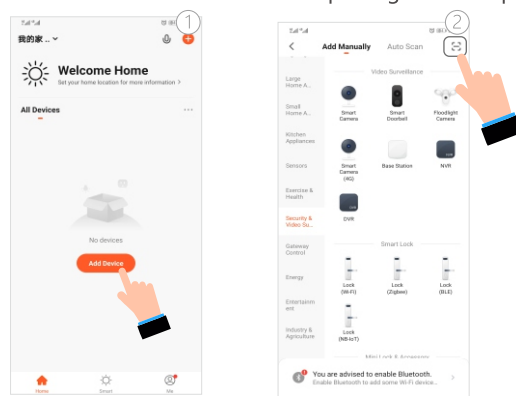 1
我的家 .. 
Welcome Home
Set your home location for more information >
All Devices
No devices
Add Device
Home Smart Me
2
Add Manually Auto Scan
Large
Home A..
Small
Home A..
Kitchen
Appliances
Sensors
Exercise &
Health
Security &
Video Su...
Gateway
Control
Energy
Entertainm
ent
Industry &
Agriculture
Video Surveillance
Smart
Camera
Smart
Doorbell
Floodlight
Camera
Smart
Camera
(4G)
Base Station
NVR
DVR
Smart Lock
Lock
(Wi-Fi)
Lock
(Zigbee)
Lock
(BLE)
Lock
(NB-IoT)
You are advised to enable Bluetooth.
Enable Bluetooth to add some Wi-Fi device...